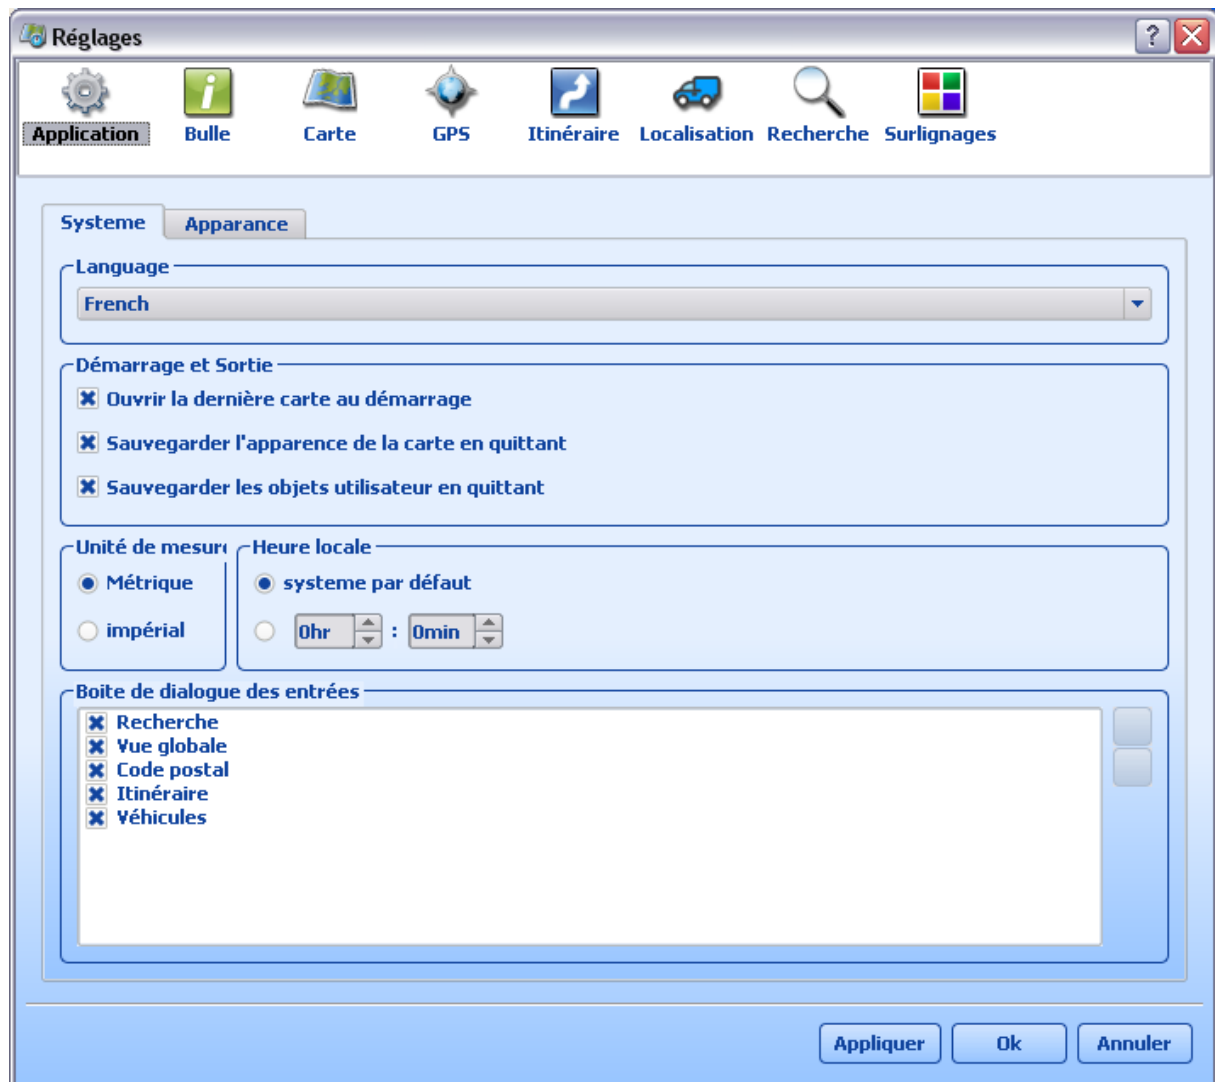 Réglages
?
Application Bulle Carte GPS Itinéraire Localisation Recherche Surlignages
Systeme Apparance
Language
French
Démarrage et Sortie
Ouvrir la dernière carte au démarrage
Sauvegarder l'apparence de la carte en quittant
Sauvegarder les objets utilisateur en quittant
Unité de mesure Heure locale
Métrique systeme par défaut
impérial 0hr : 0min
Boite de dialogue des entrées
Recherche
Vue globale
Code postal
Itinéraire
Véhicules
Appliquer Ok Annuler